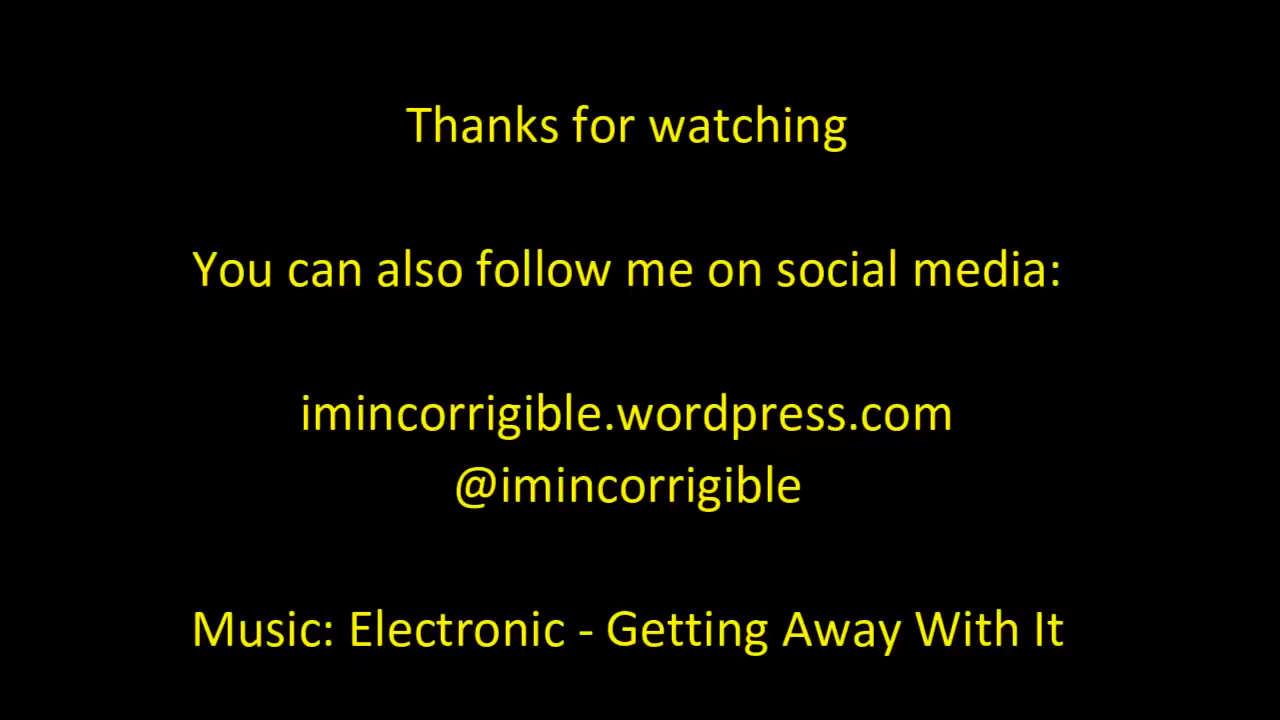 Thanks for watching
You can also follow me on social media:
imincorrigible.wordpress.com
@imincorrigible
Music: Electronic - Getting Away With It